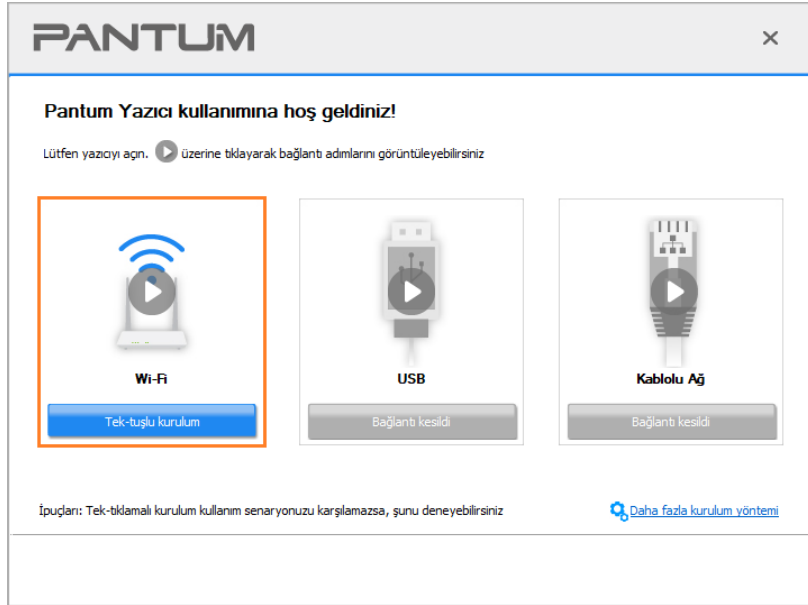 PANTUM
Pantum Yazıcı kullanımına hoş geldiniz!
Lütfen yazıcıyı açın. üzerine tıklayarak bağlantı adımlarını görüntüleyebilirsiniz
Wi-Fi
Tek-tuşlu kurulum
USB
Bağlantı kesildi
Kablolu Ağ
Bağlantı kesildi
İpuçları: Tek-tıklamalı kurulum kullanım senaryonuzu karşılamazsa, şunu deneyebilirsiniz
Daha fazla kurulum yöntemi